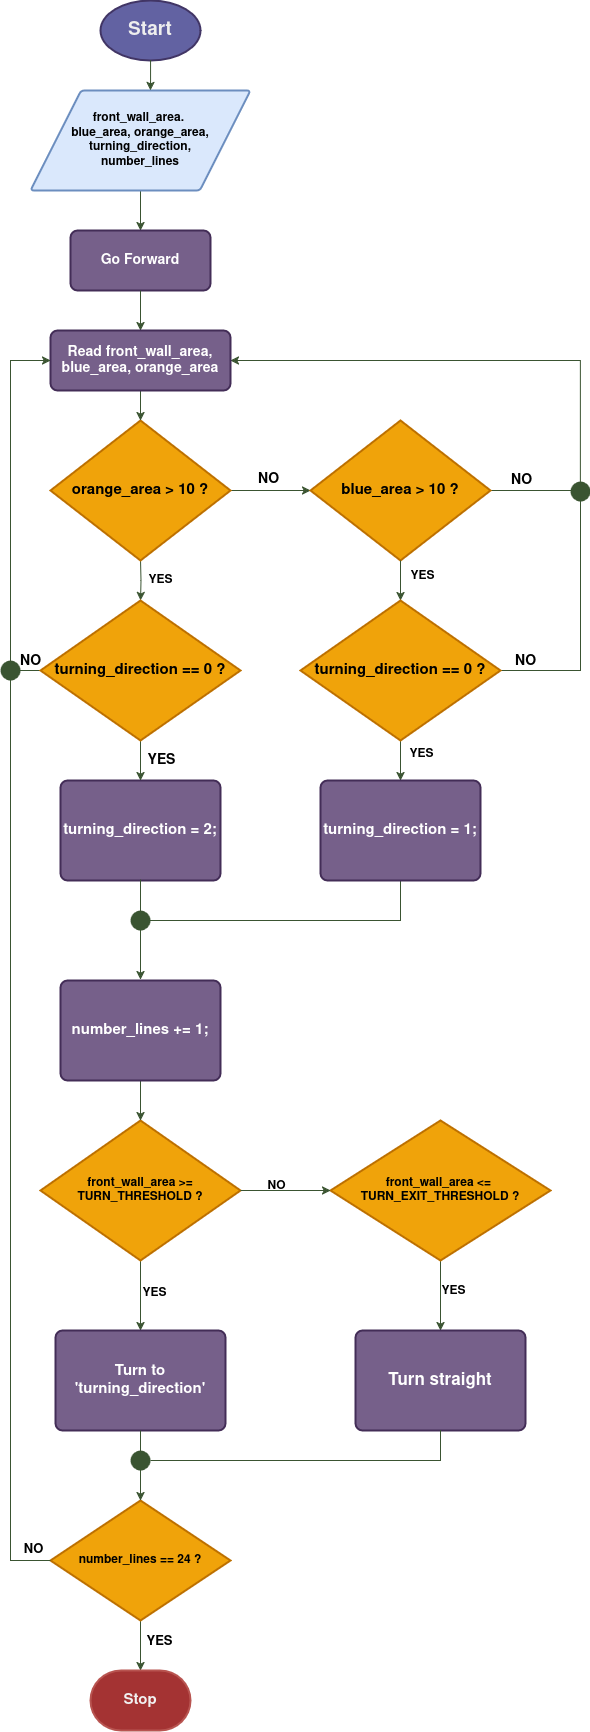 Start
front_wall_area.
blue_area, orange_area,
turning_direction,
number_lines
Go Forward
Read front_wall_area,
blue_area, orange_area
orange_area > 10 ?
NO
blue_area > 10 ?
NO
YES
YES
NO
turning_direction == 0 ?
turning_direction == 0 ?
NO
YES
YES
turning_direction = 2;
turning_direction = 1;
number_lines += 1;
front_wall_area >=
TURN_THRESHOLD ?
NO
front_wall_area <=
TURN_EXIT_THRESHOLD ?
YES
YES
Turn to
'turning_direction'
Turn straight
NO
number_lines == 24 ?
YES
Stop